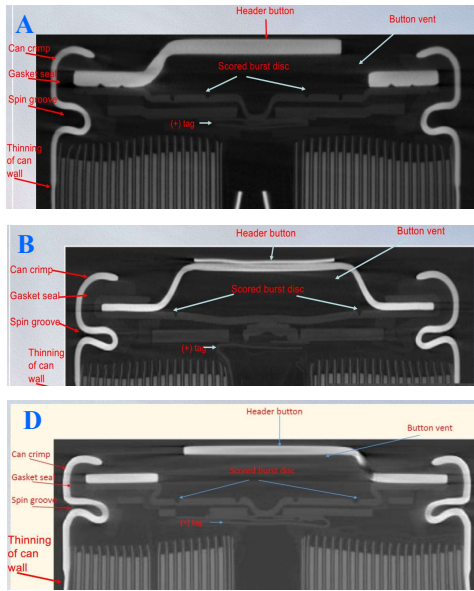 A
Header button
Button vent
Can crimp
Gasket seal
Scored burst disc
Spin groove
(+) tag
Thinning
of can
wall
B
Header button
Button vent
Can crimp
Gasket seal
Scored burst disc
Spin groove
(+) tag
Thinning
of can
wall
D
Header button
Button vent
Can crimp
Scored burst disc
Gasket seal
Spin groove
(+) tag
Thinning
of can
wall